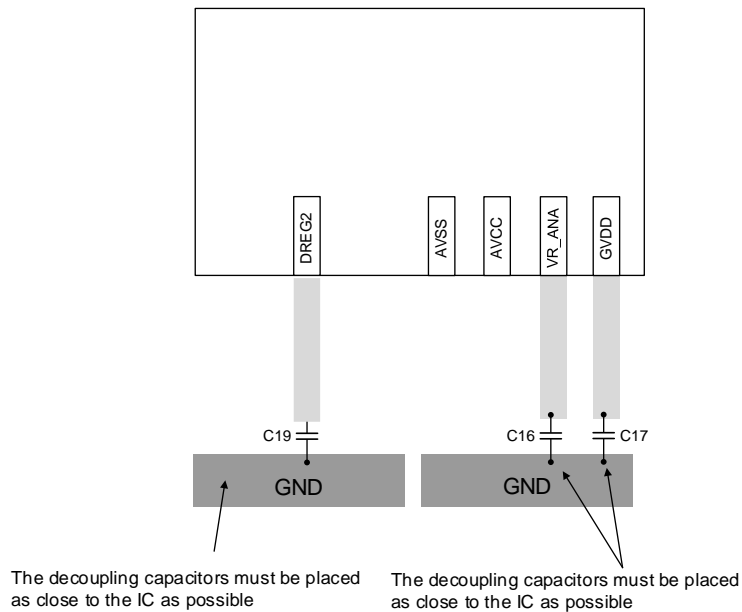 DREG2
AVSS
AVCC
VR_ANA
GVDD
C19
C16
C17
GND
GND
The decoupling capacitors must be placed
as close to the IC as possible
The decoupling capacitors must be placed
as close to the IC as possible